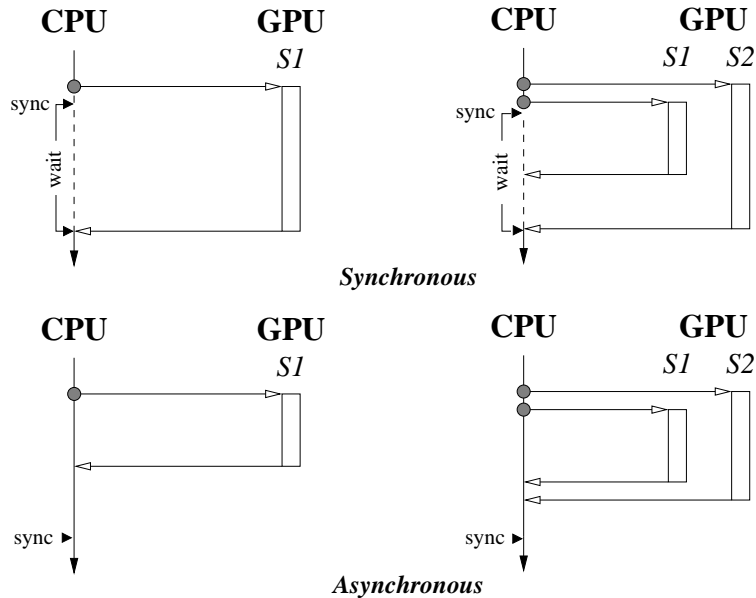 CPU GPU CPU GPU
S1 S1 S2
sync sync
wait wait
Synchronous
CPU GPU CPU GPU
S1 S1 S2
sync sync
Asynchronous